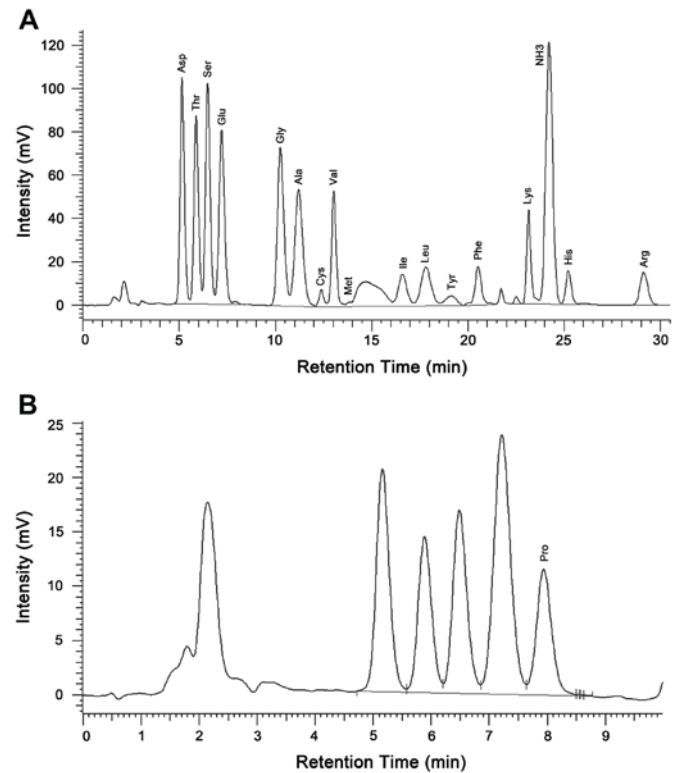 A
Intensity (mV)
120
100
80
60
40
20
0
Asp
Thr
Ser
Glu
Gly
Ala
Cys
Val
Met
Ile
Leu
Tyr
Phe
Lys
NH3
His
Arg
0 5 10 15 20 25 30
Retention Time (min)
B
Intensity (mV)
25
20
15
10
5
0
Pro
0 1 2 3 4 5 6 7 8 9
Retention Time (min)